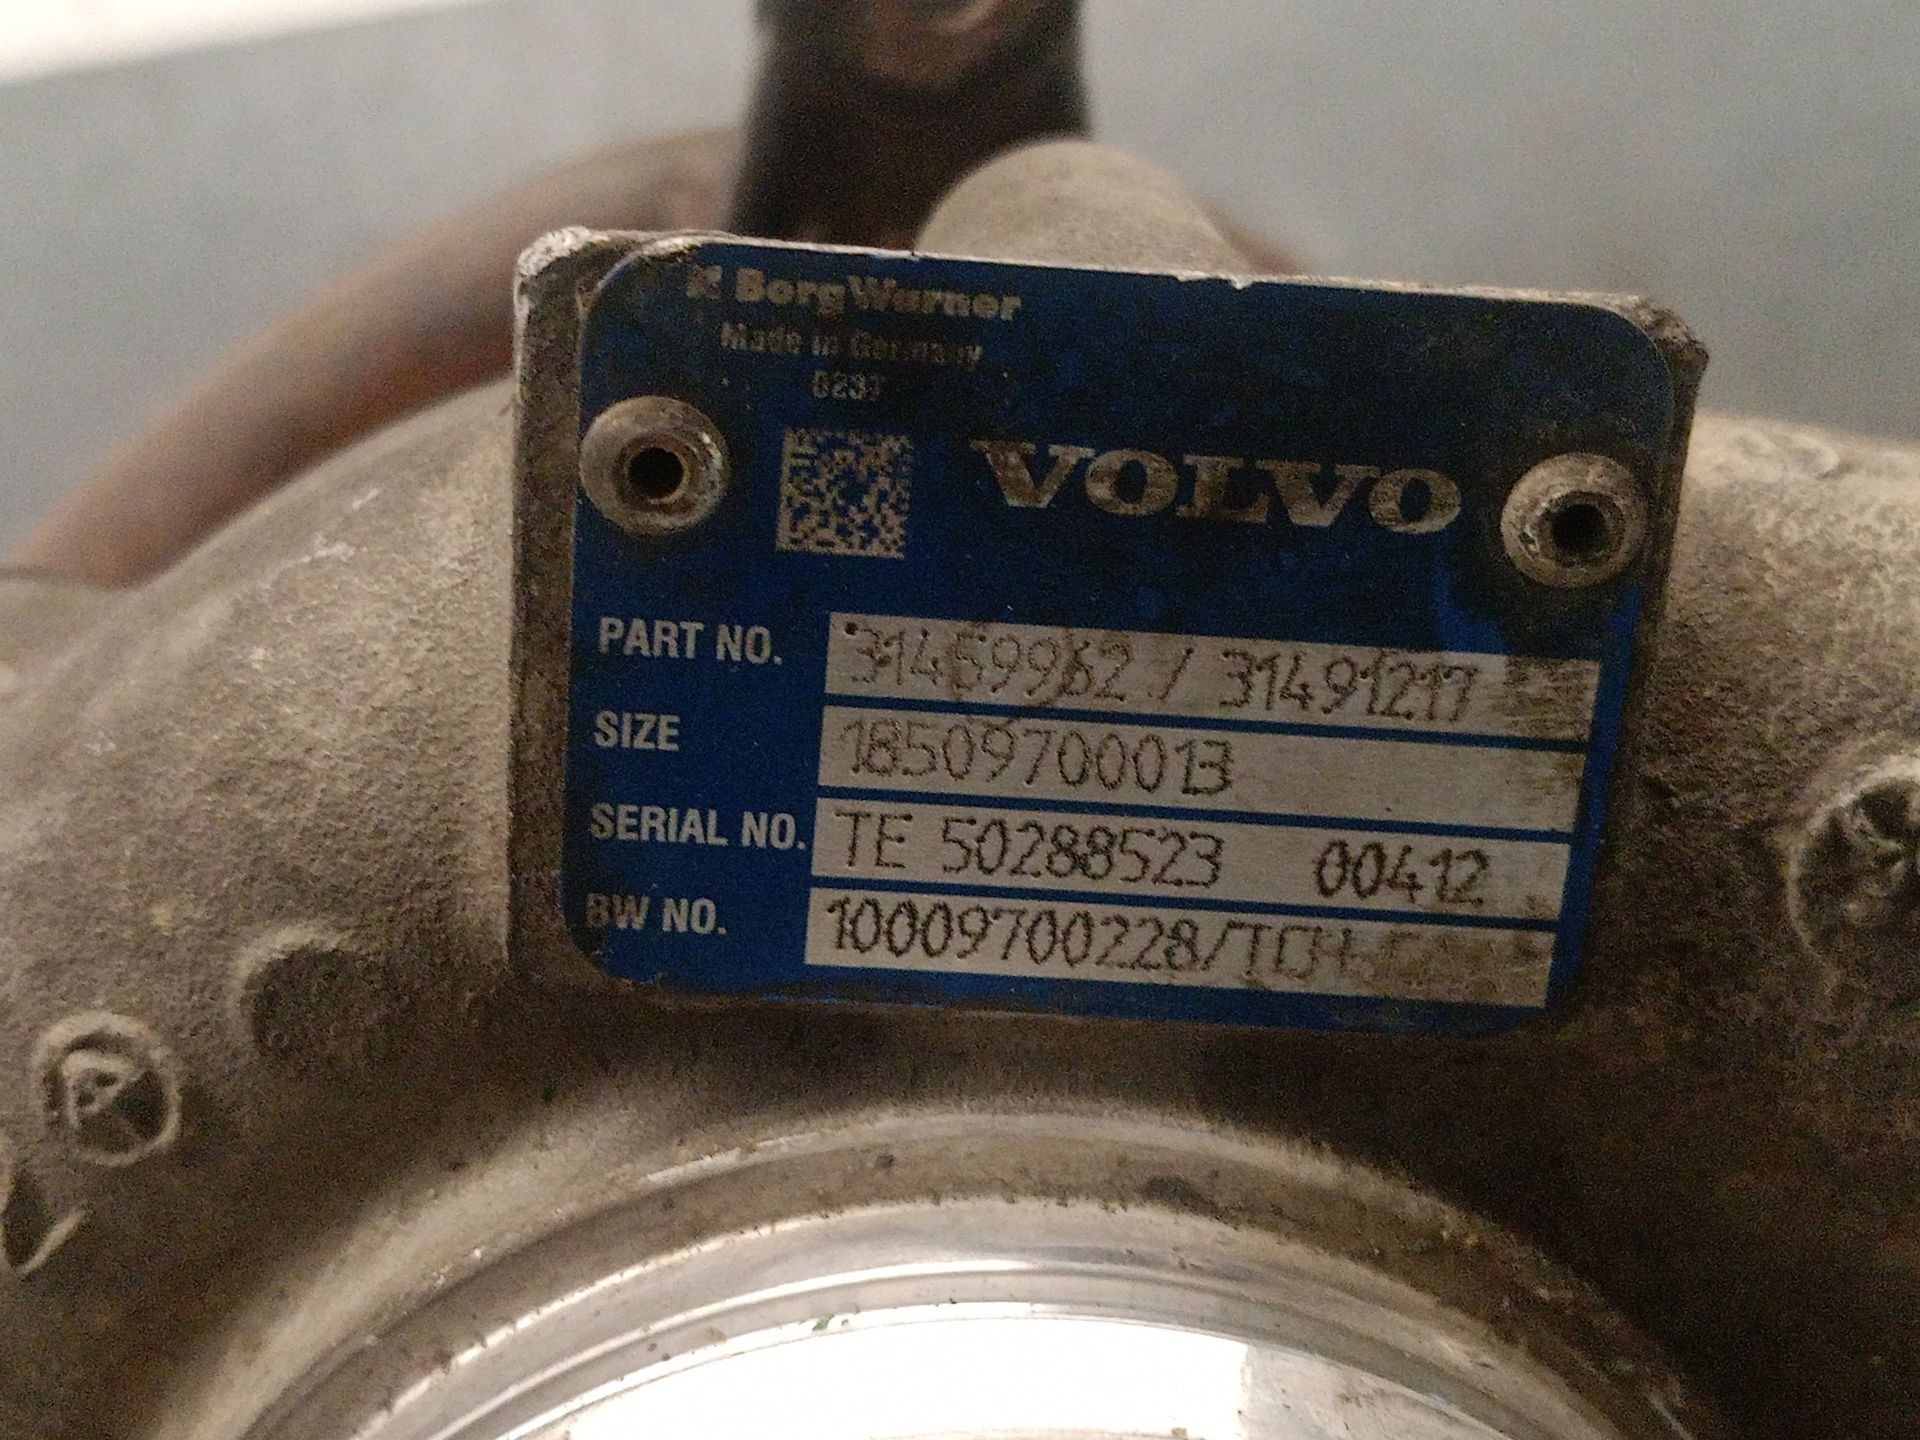 BorgWarner
Made in Germany
VOLVO
PART NO. 31459962 / 31491217
SIZE 18509700013
SERIAL NO. TE 50288523 00412
BW NO. 10009700228/